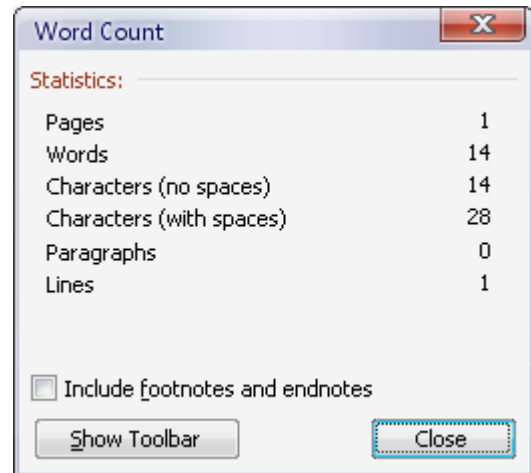 Word Count
Statistics:
Pages 1
Words 14
Characters (no spaces) 14
Characters (with spaces) 28
Paragraphs 0
Lines 1
Include footnotes and endnotes
Show Toolbar Close